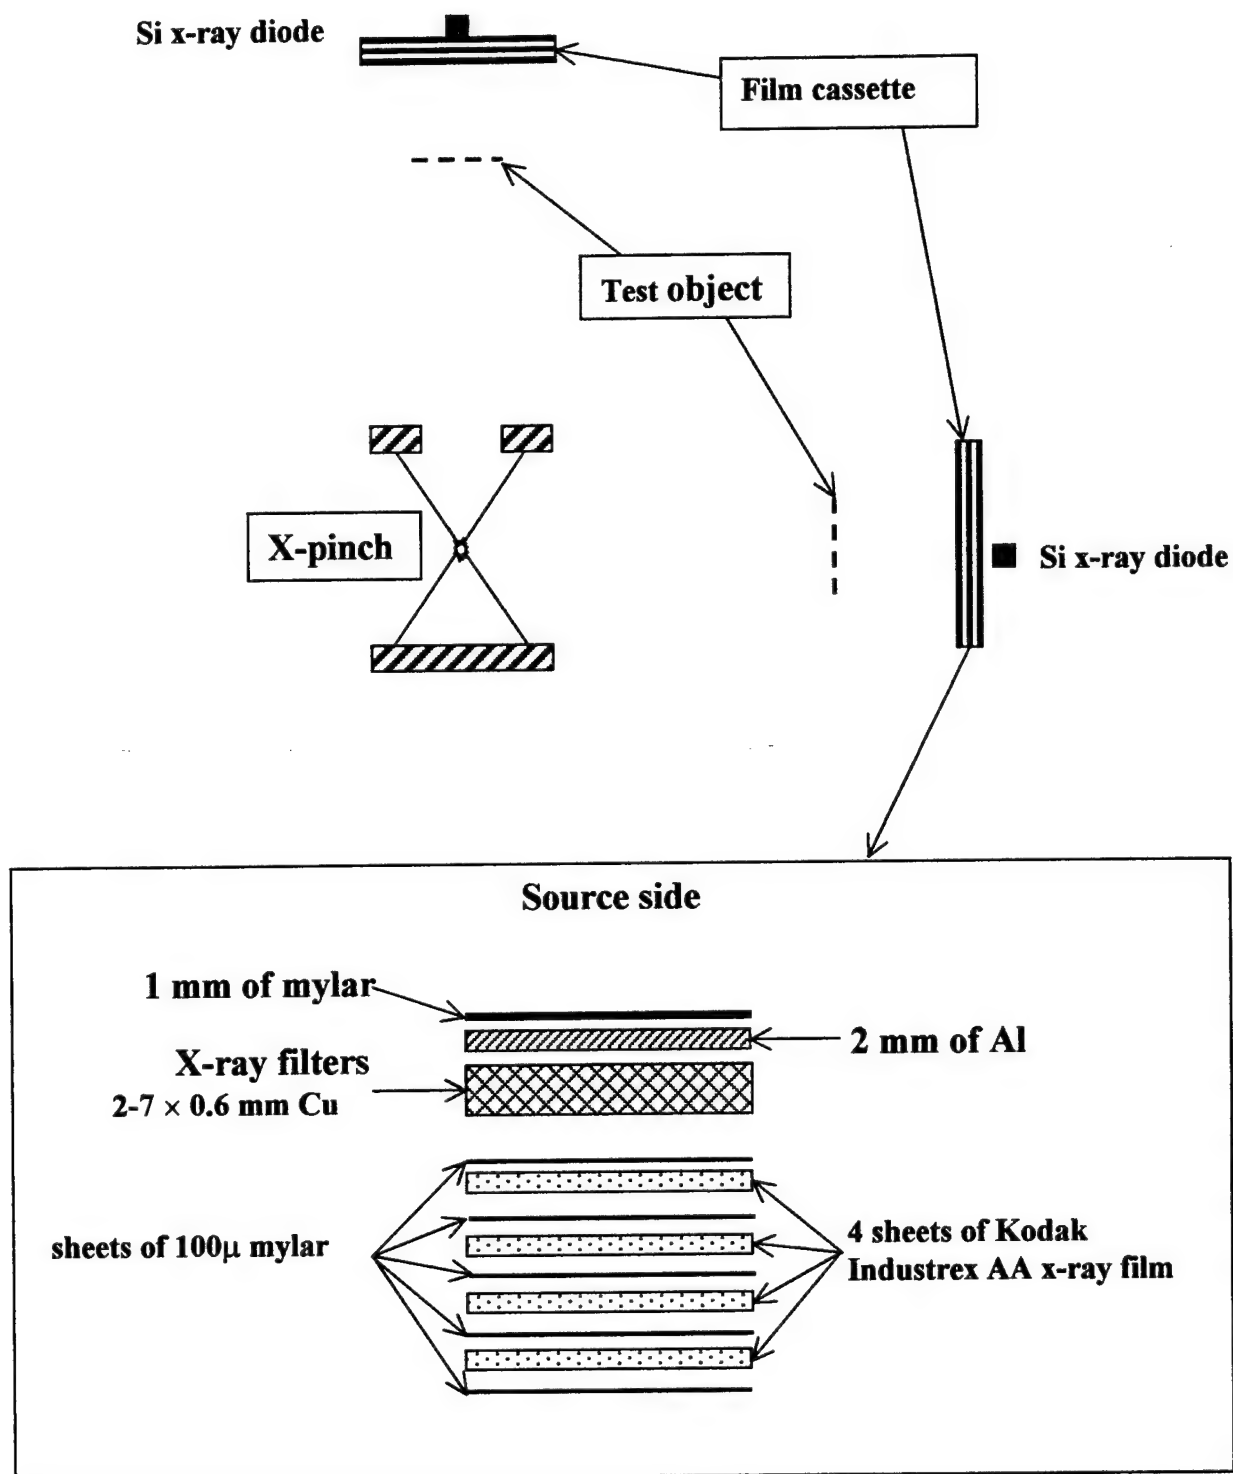 Si x-ray diode
Film cassette
Test object
X-pinch
Si x-ray diode
Source side
1 mm of mylar
2 mm of Al
X-ray filters
2-7 × 0.6 mm Cu
sheets of 100μ mylar
4 sheets of Kodak
Industrex AA x-ray film